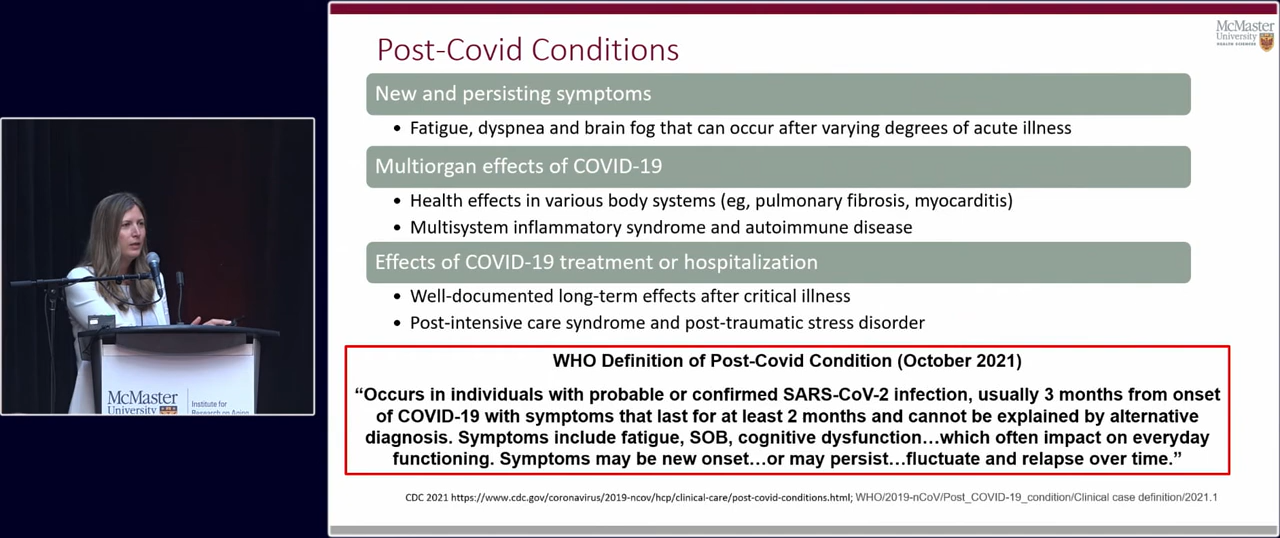 McMaster
University
HEALTH SCIENCES
Post-Covid Conditions
New and persisting symptoms
• Fatigue, dyspnea and brain fog that can occur after varying degrees of acute illness
Multiorgan effects of COVID-19
• Health effects in various body systems (eg, pulmonary fibrosis, myocarditis)
• Multisystem inflammatory syndrome and autoimmune disease
Effects of COVID-19 treatment or hospitalization
• Well-documented long-term effects after critical illness
• Post-intensive care syndrome and post-traumatic stress disorder
WHO Definition of Post-Covid Condition (October 2021)
“Occurs in individuals with probable or confirmed SARS-CoV-2 infection, usually 3 months from onset
of COVID-19 with symptoms that last for at least 2 months and cannot be explained by alternative
diagnosis. Symptoms include fatigue, SOB, cognitive dysfunction…which often impact on everyday
functioning. Symptoms may be new onset…or may persist…fluctuate and relapse over time.”
CDC 2021 https://www.cdc.gov/coronavirus/2019-ncov/hcp/clinical-care/post-covid-conditions.html; WHO/2019-nCoV/Post_COVID-19_condition/Clinical case definition/2021.1
McMaster
University
Institute for
Research on Aging